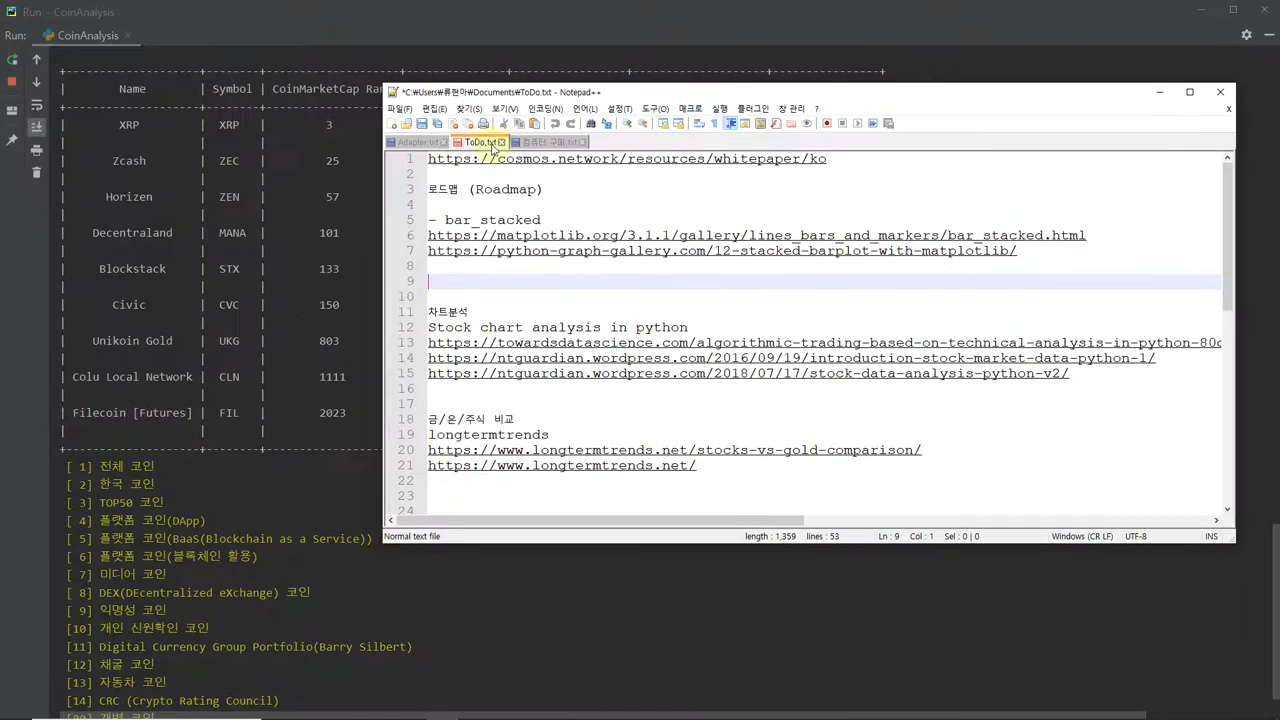 Run - CoinAnalysis
Run: CoinAnalysis
Name Symbol CoinMarketCap Ran
XRP XRP 3
Zcash ZEC 25
Horizen ZEN 57
Decentraland MANA 101
Blockstack STX 133
Civic CVC 150
Unikoin Gold UKG 803
Colu Local Network CLN 1111
Filecoin [Futures] FIL 2023
[ 1] 전체 코인
[ 2] 한국 코인
[ 3] TOP50 코인
[ 4] 플랫폼 코인(DApp)
[ 5] 플랫폼 코인(BaaS(Blockchain as a Service))
[ 6] 플랫폼 코인(블록체인 활용)
[ 7] 미디어 코인
[ 8] DEX(DEcentralized eXchange) 코인
[ 9] 익명성 코인
[10] 개인 신원확인 코인
[11] Digital Currency Group Portfolio(Barry Silbert)
[12] 채굴 코인
[13] 자동차 코인
[14] CRC (Crypto Rating Council)
*C:₩Users₩류현아₩Documents₩ToDo.txt - Notepad++
파일(F) 편집(E) 찾기(S) 보기(V) 인코딩(N) 언어(L) 설정(T) 도구(O) 매크로 실행 플러그인 창 관리 ? X
Adapter.txt ToDo.txt 컴퓨터 구매.txt
1 https://cosmos.network/resources/whitepaper/ko
2
3 로드맵 (Roadmap)
4
5 - bar_stacked
6 https://matplotlib.org/3.1.1/gallery/lines_bars_and_markers/bar_stacked.html
7 https://python-graph-gallery.com/12-stacked-barplot-with-matplotlib/
8
9
10
11 차트분석
12 Stock chart analysis in python
13 https://towardsdatascience.com/algorithmic-trading-based-on-technical-analysis-in-python-80
14 https://ntguardian.wordpress.com/2016/09/19/introduction-stock-market-data-python-1/
15 https://ntguardian.wordpress.com/2018/07/17/stock-data-analysis-python-v2/
16
17
18 금/은/주식 비교
19 longtermtrends
20 https://www.longtermtrends.net/stocks-vs-gold-comparison/
21 https://www.longtermtrends.net/
22
23
24
Normal text file length : 1,359 lines : 53 Ln : 9 Col : 1 Sel : 0 | 0 Windows (CR LF) UTF-8 INS